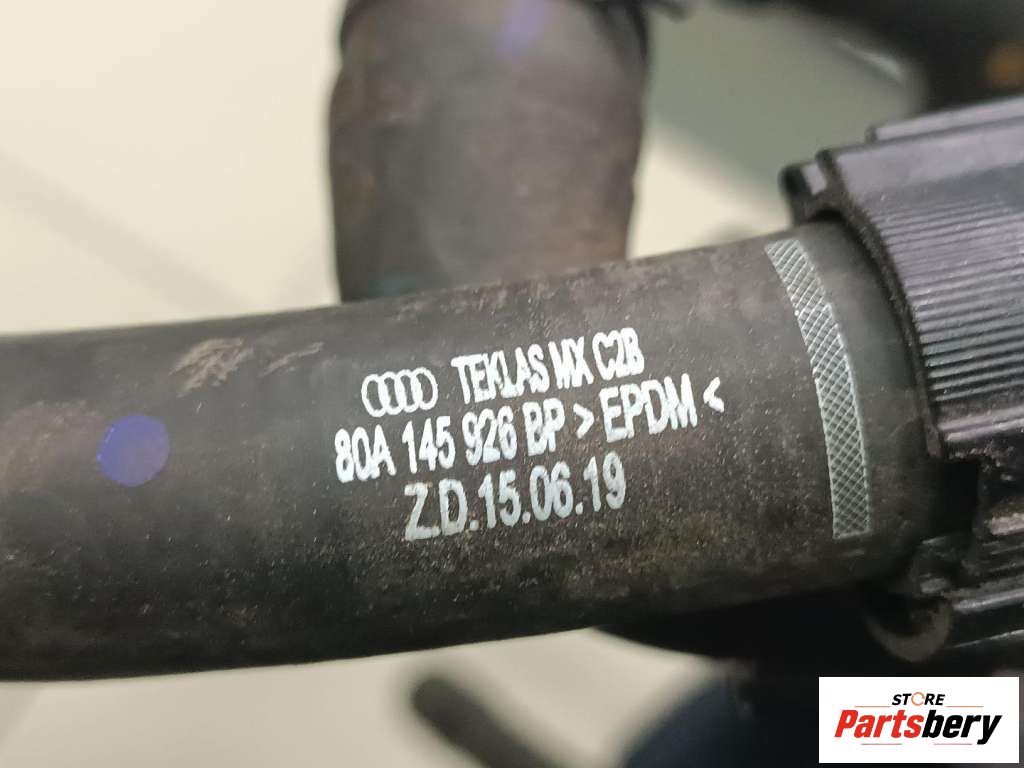 TEKLAS MX C2B
80A 145 926 BP >EPDM<
Z.D.15.06.19
STORE
Partsbery